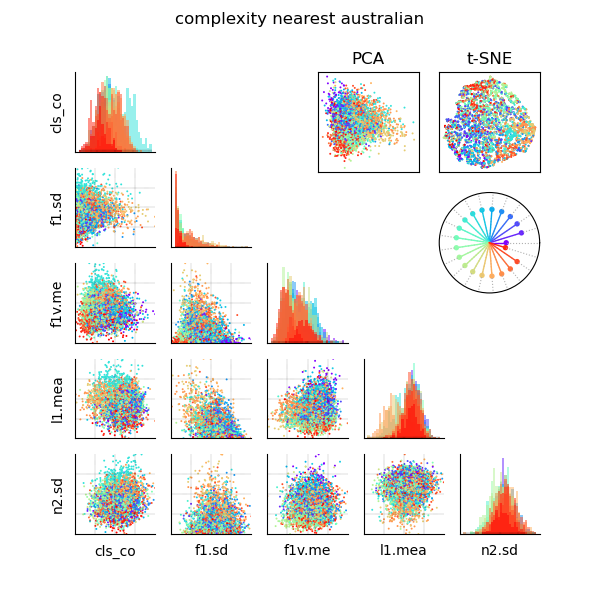 complexity nearest australian
PCA
t-SNE
cls_co
f1.sd
f1v.me
l1.mea
n2.sd
cls_co
f1.sd
f1v.me
l1.mea
n2.sd